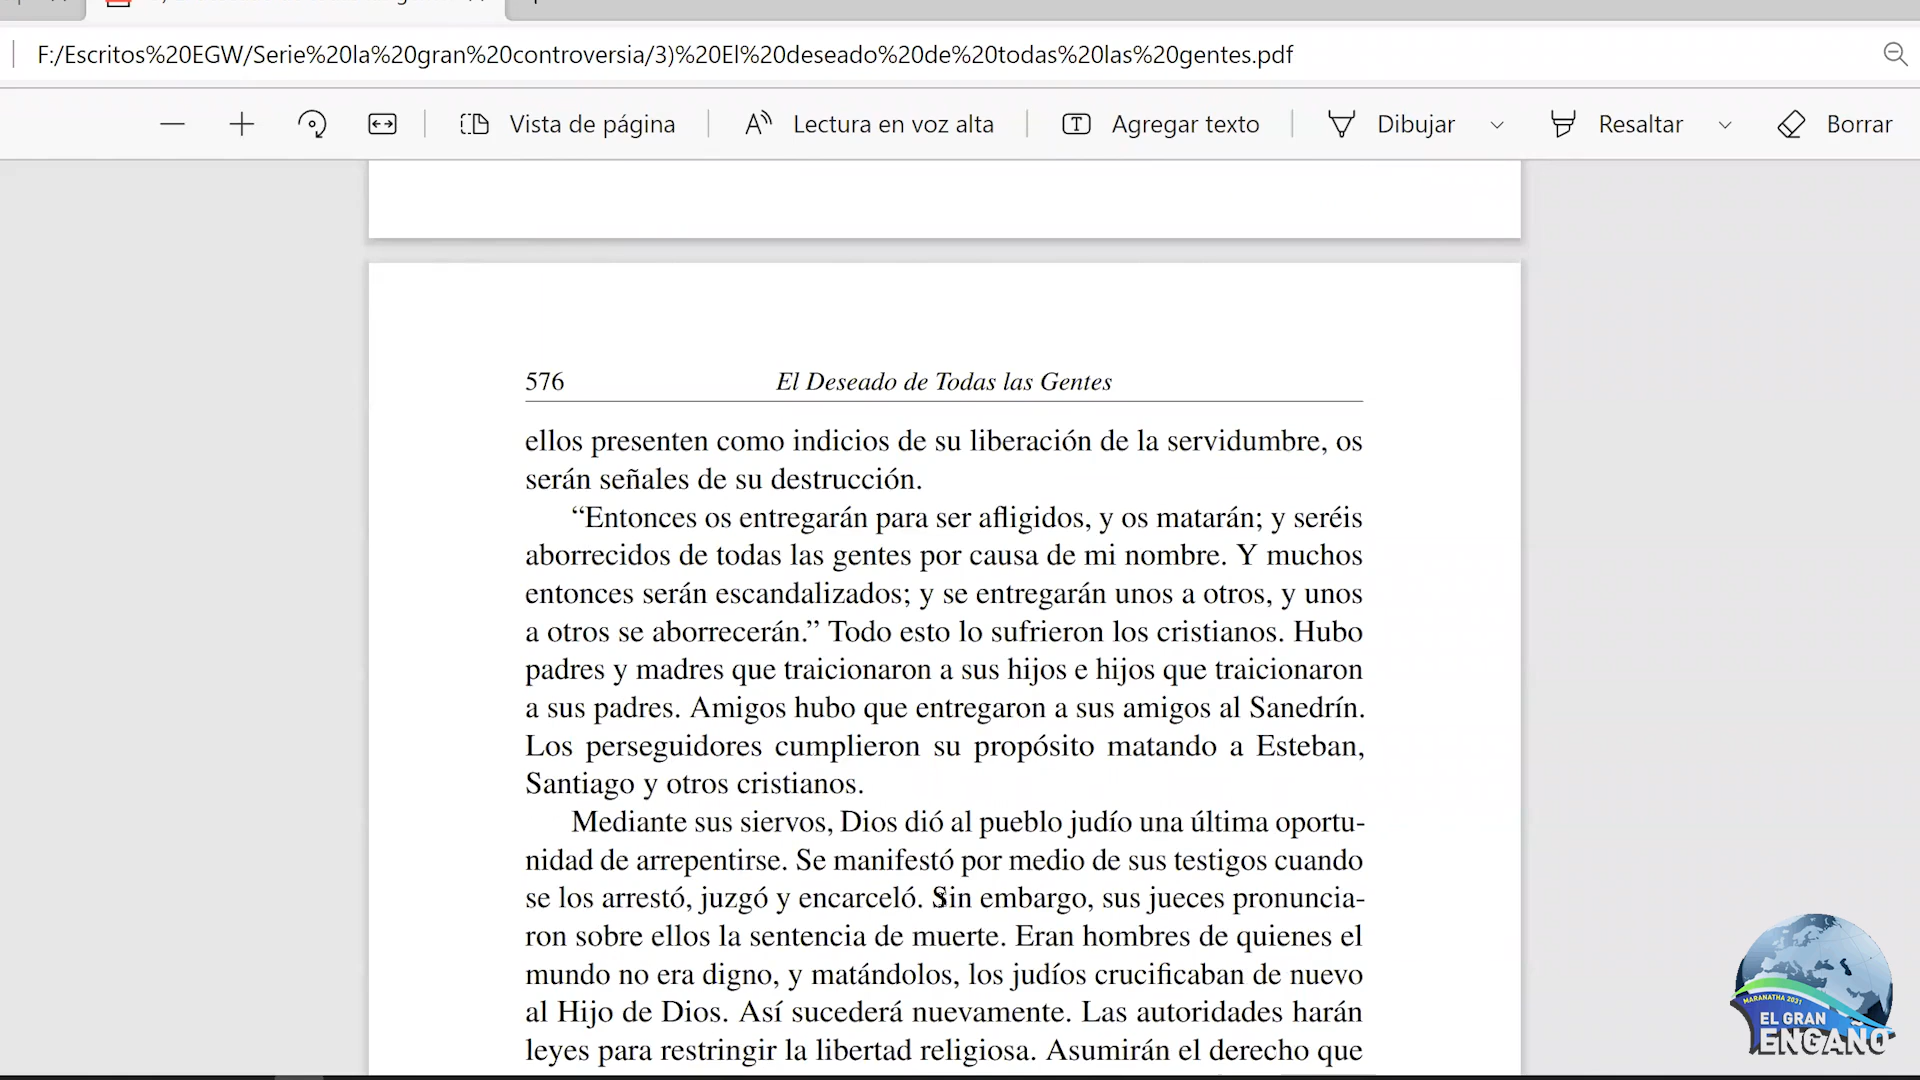 F:/Escritos%20EGW/Serie%20la%20gran%20controversia/3)%20El%20deseado%20de%20todas%20las%20gentes.pdf
Vista de página
Lectura en voz alta
Agregar texto
Dibujar
Resaltar
Borrar
576 El Deseado de Todas las Gentes
ellos presenten como indicios de su liberación de la servidumbre, os
serán señales de su destrucción.
“Entonces os entregarán para ser afligidos, y os matarán; y seréis
aborrecidos de todas las gentes por causa de mi nombre. Y muchos
entonces serán escandalizados; y se entregarán unos a otros, y unos
a otros se aborrecerán.” Todo esto lo sufrieron los cristianos. Hubo
padres y madres que traicionaron a sus hijos e hijos que traicionaron
a sus padres. Amigos hubo que entregaron a sus amigos al Sanedrín.
Los perseguidores cumplieron su propósito matando a Esteban,
Santiago y otros cristianos.
Mediante sus siervos, Dios dió al pueblo judío una última oportu-
nidad de arrepentirse. Se manifestó por medio de sus testigos cuando
se los arrestó, juzgó y encarceló. Sin embargo, sus jueces pronuncia-
ron sobre ellos la sentencia de muerte. Eran hombres de quienes el
mundo no era digno, y matándolos, los judíos crucificaban de nuevo
al Hijo de Dios. Así sucederá nuevamente. Las autoridades harán
leyes para restringir la libertad religiosa. Asumirán el derecho que
MARANATHA 2031
EL GRAN
ENGAÑO